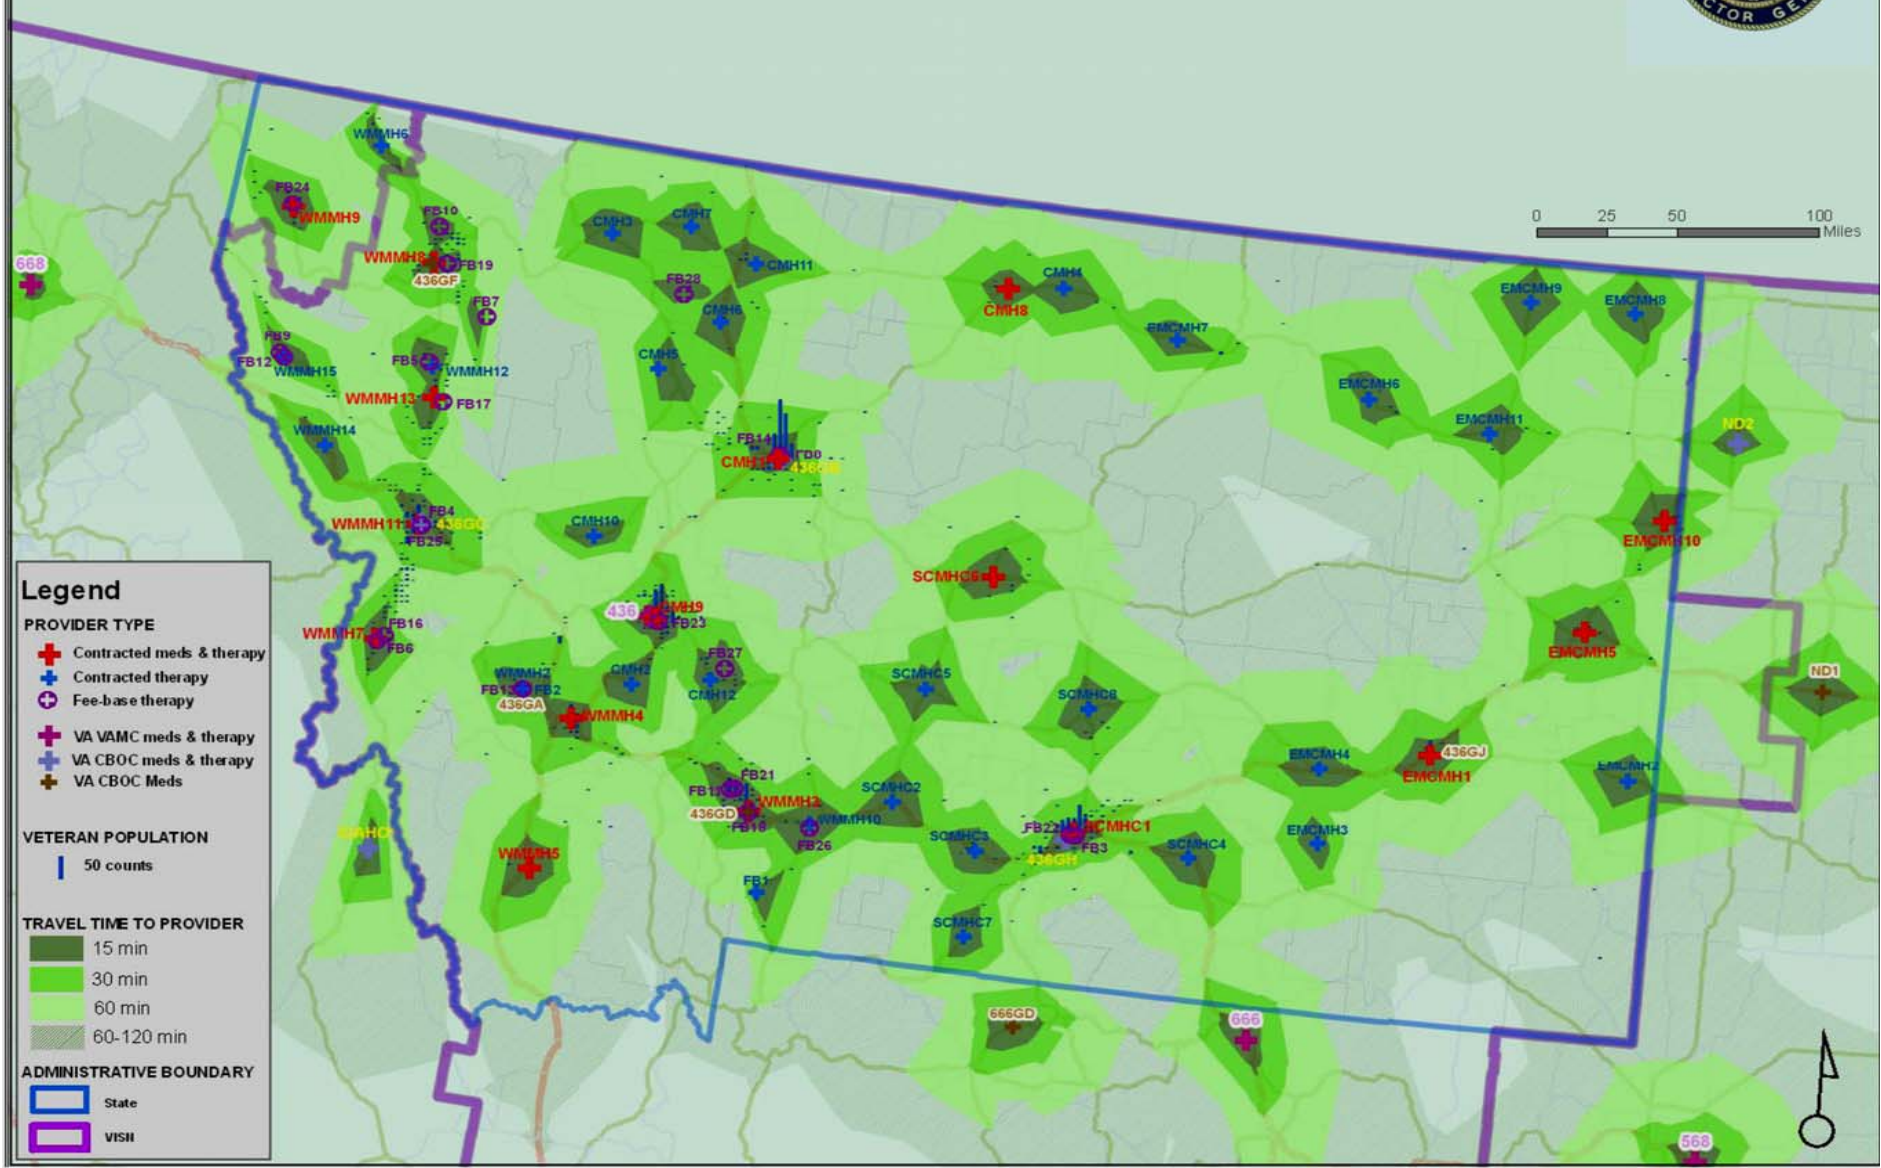 CTOR GE
0 25 50 100
Miles
WMMH6
FB24
WMMH9
FB10
WMMH8
FB19
436GF
FB7
668
CMH3
CMH7
CMH11
FB28
CMH6
CMH5
CMH8
CMH4
EMCMH7
EMCMH9
EMCMH8
EMCMH6
EMCMH11
ND2
FB9
FB12
WMMH15
FB5
WMMH12
WMMH13
FB17
WMMH14
FB14
WMMH11
FB4
FB25
CMH10
SCMHC6
EMCMH10
EMCMH5
436
FB23
WMMH7
FB16
FB6
FB2
436GA
WMMH4
CMH2
FB27
CMH12
SCMHC5
SCMHC8
ND1
EMCMH4
436GJ
EMCMH1
EMCMH2
FB21
436GD
FB18
WMMH10
FB26
SCMHC2
SCMHC3
FB22
SCMHC1
FB3
436GH
SCMHC4
EMCMH3
WMMH5
FB1
SCMHC7
666GD
666
568
Legend
PROVIDER TYPE
Contracted meds & therapy
Contracted therapy
Fee-base therapy
VA VAMC meds & therapy
VA CBOC meds & therapy
VA CBOC Meds
VETERAN POPULATION
50 counts
TRAVEL TIME TO PROVIDER
15 min
30 min
60 min
60-120 min
ADMINISTRATIVE BOUNDARY
State
VISN